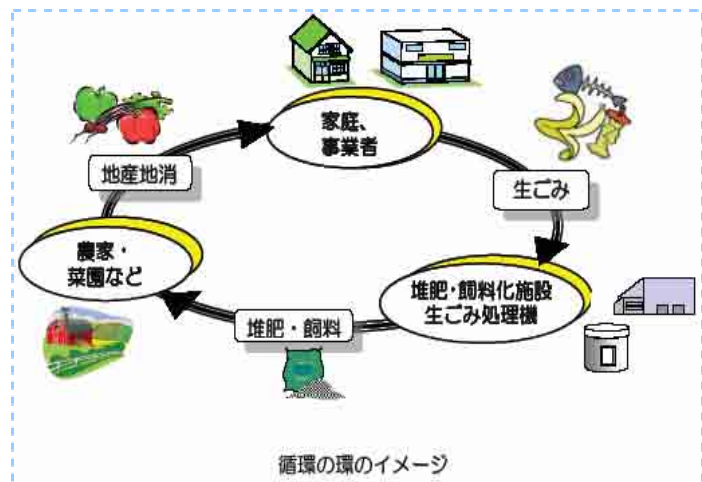 家庭、
事業者
地産地消
生ごみ
農家・
菜園など
堆肥・飼料化施設
生ごみ処理機
堆肥・飼料
循環の環のイメージ